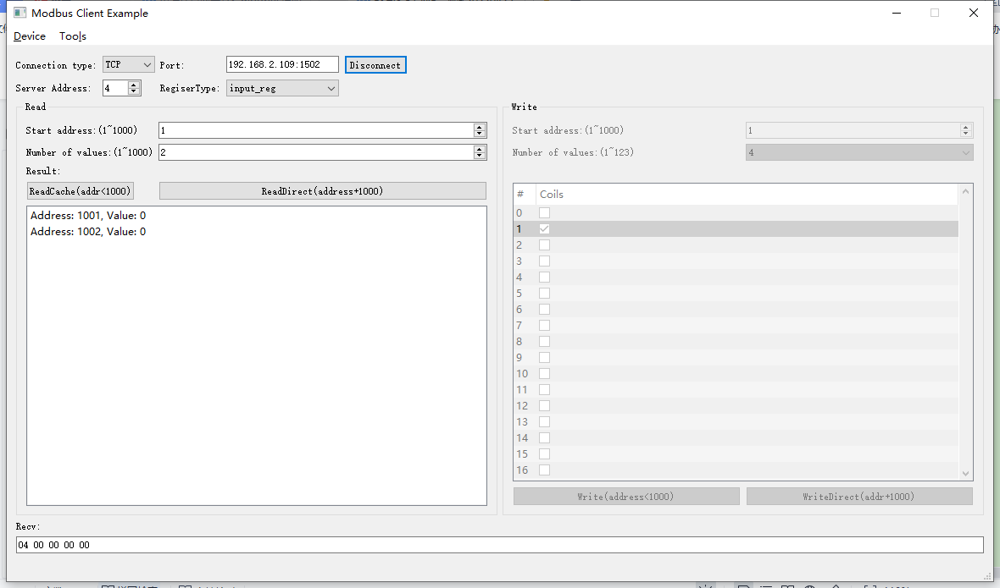 Modbus Client Example
Device Tools
Connection type: TCP Port: 192.168.2.109:1502 Disconnect
Server Address: 4 RegiserType: input_reg
Read
Start address:(1~1000) 1
Number of values:(1~1000) 2
Result:
ReadCache(addr<1000) ReadDirect(address+1000)
Address: 1001, Value: 0
Address: 1002, Value: 0
Write
Start address:(1~1000) 1
Number of values:(1~123) 4
# Coils
0
1
2
3
4
5
6
7
8
9
10
11
12
13
14
15
16
Write(address<1000) WriteDirect(addr+1000)
Recv:
04 00 00 00 00